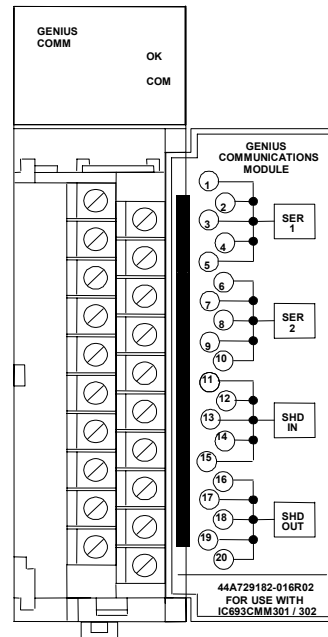 GENIUS
COMM
OK
COM
GENIUS
COMMUNICATIONS
MODULE
1
2
3
4
5
SER
1
6
7
8
9
10
SER
2
11
12
13
14
15
SHD
IN
16
17
18
19
20
SHD
OUT
44A729182-016R02
FOR USE WITH
IC693CMM301 / 302